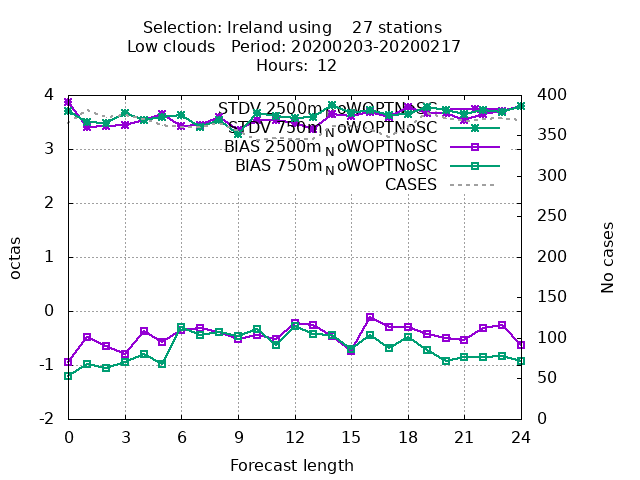 Selection: Ireland using 27 stations
Low clouds Period: 20200203-20200217
Hours: 12
STDV 2500m_NoWOPTNoSC
STDV 750m_NoWOPTNoSC
BIAS 2500m_NoWOPTNoSC
BIAS 750m_NoWOPTNoSC
CASES
4
3
2
1
0
-1
-2
octas
400
350
300
250
200
150
100
50
0
No cases
0 3 6 9 12 15 18 21 24
Forecast length